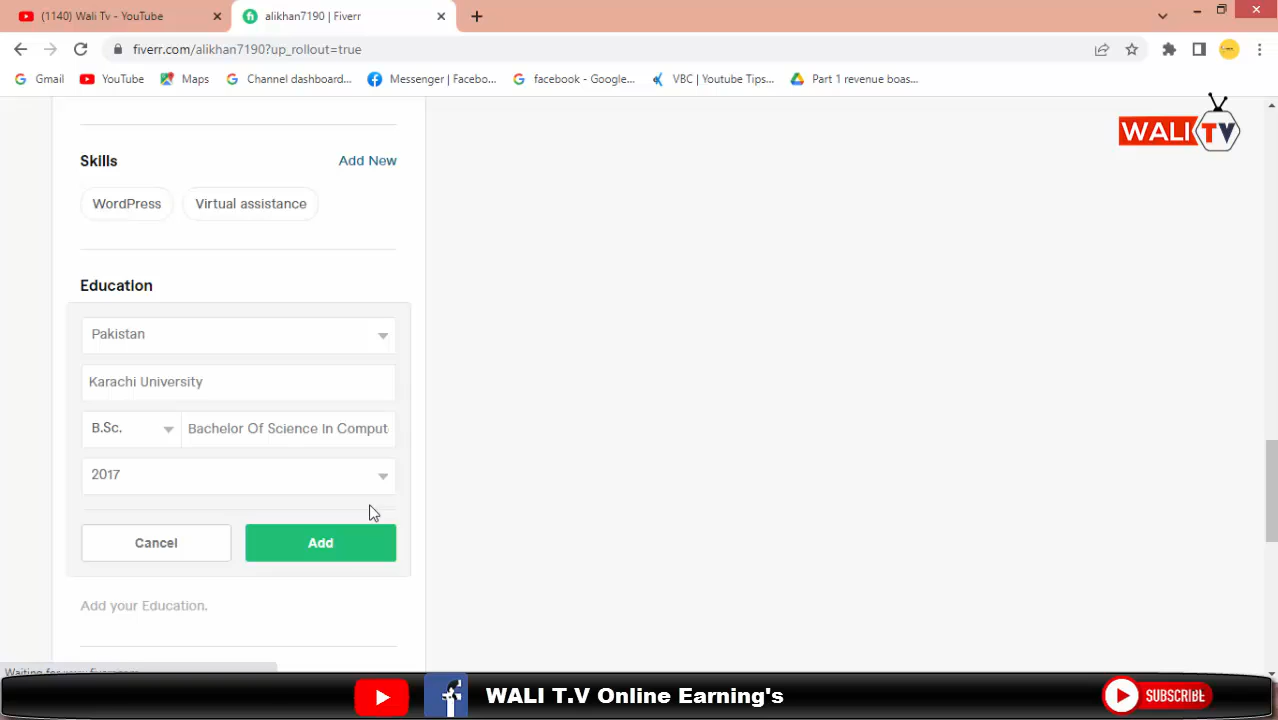 (1140) Wali Tv - YouTube
alikhan7190 | Fiverr
fiverr.com/alikhan7190?up_rollout=true
Gmail
YouTube
Maps
Channel dashboard...
Messenger | Facebo...
facebook - Google...
VBC | Youtube Tips...
Part 1 revenue boas...
WALI TV
Skills
Add New
WordPress
Virtual assistance
Education
Pakistan
Karachi University
B.Sc.
Bachelor Of Science In Comput
2017
Cancel
Add
Add your Education.
WALI T.V Online Earning's
SUBSCRIBE